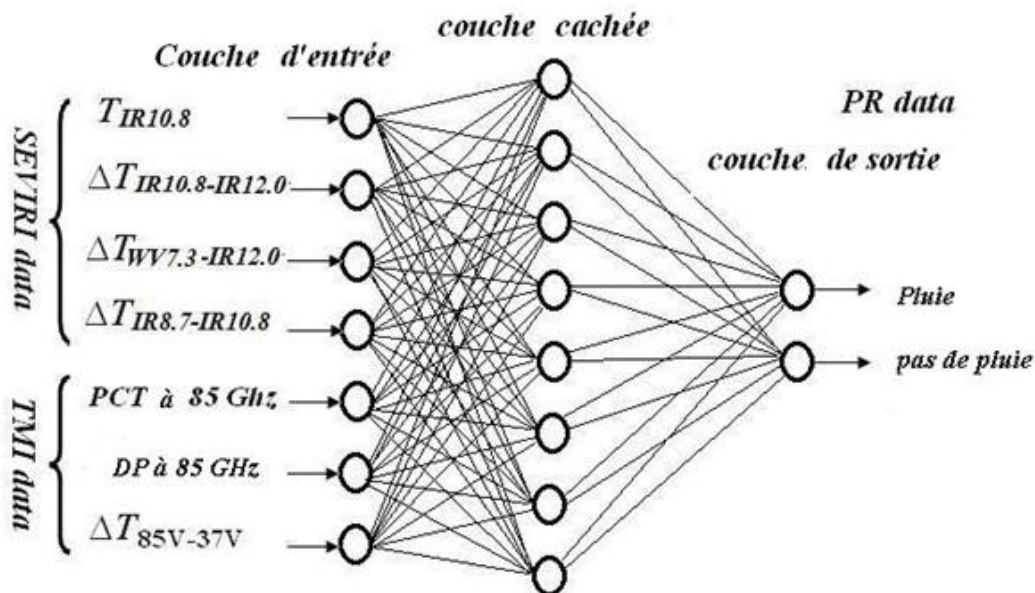 couche cachée
Couche d'entrée
PR data
couche de sortie
SEVIRI data
T_IR10.8
ΔT_IR10.8-IR12.0
ΔT_WV7.3-IR12.0
ΔT_IR8.7-IR10.8
Pluie
pas de pluie
TMI data
PCT à 85 Ghz
DP à 85 GHz
ΔT_85V-37V